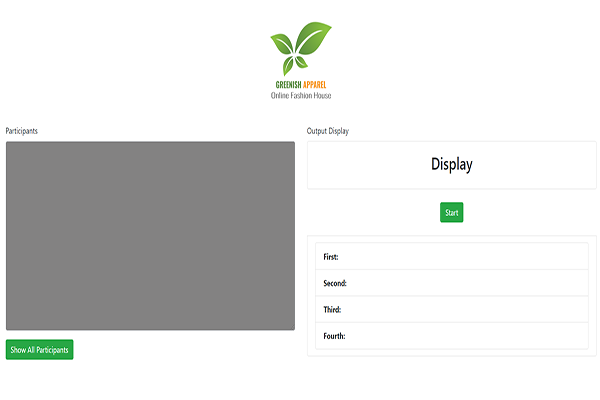 GREENISH APPAREL
Online Fashion House
Participants
Show All Participants
Output Display
Display
Start
First:
Second:
Third:
Fourth: